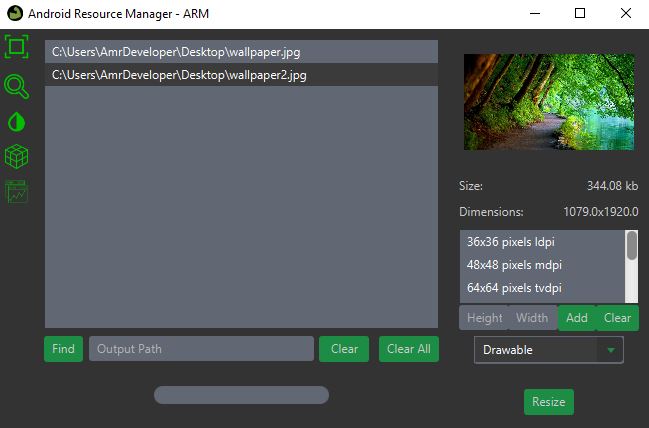 Android Resource Manager - ARM
C:\Users\AmrDeveloper\Desktop\wallpaper.jpg
C:\Users\AmrDeveloper\Desktop\wallpaper2.jpg
Size: 344.08 kb
Dimensions: 1079.0x1920.0
36x36 pixels ldpi
48x48 pixels mdpi
64x64 pixels tvdpi
Height Width Add Clear
Find Output Path Clear Clear All
Drawable
Resize